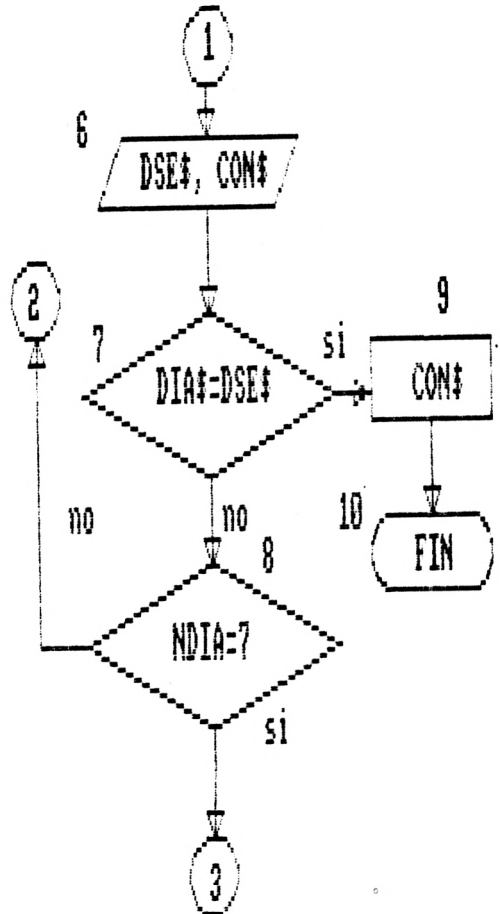 1
6
DSE$, CON$
2
7
DIA$=DSE$
si
9
CON$
no
no
10
FIN
8
NDIA=7
si
3